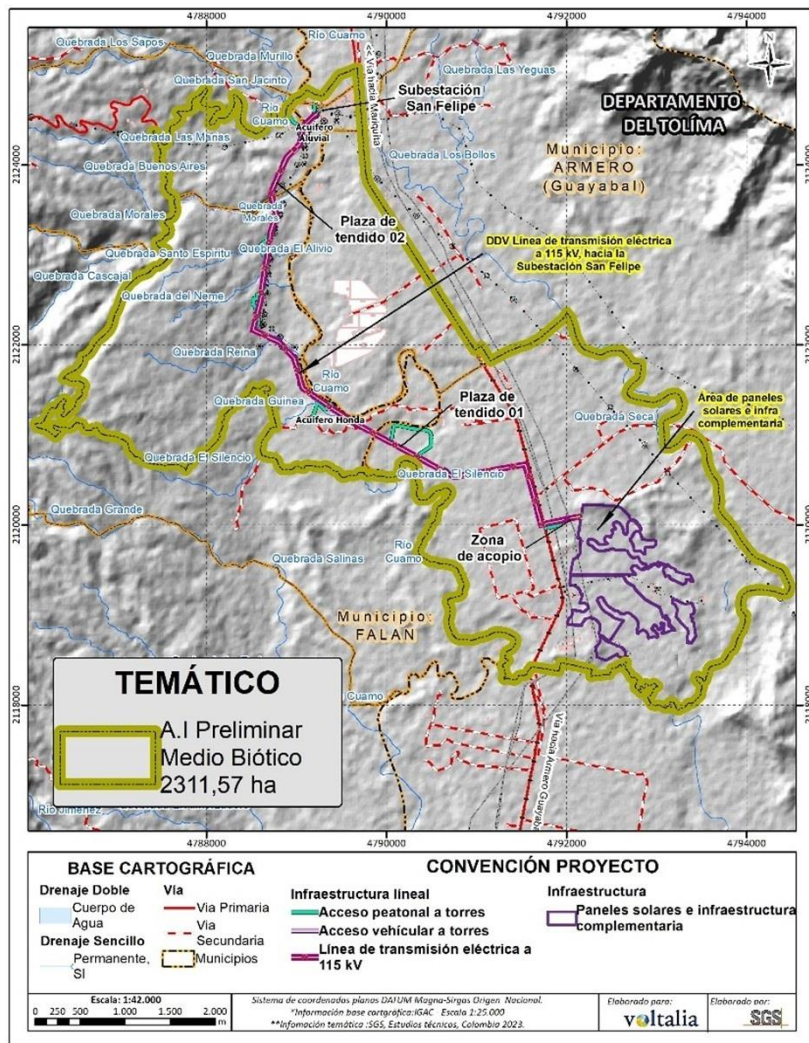 4788000
4790000
4792000
4794000
Río Cuamo
Quebrada Los Sapos
Quebrada Murillo
<< Vía hacia Mariquita
Quebrada Las Yeguas
Quebrada San Jacinto
Subestación
San Felipe
DEPARTAMENTO
DEL TOLÍMA
Río
Cuamo
Acuífero
Aluvial
Municipio:
ARMERO
(Guayabal)
Quebrada Las Manas
2124000
2124000
Quebrada Buenos Aires
Quebrada Los Bollos
Quebrada Morales
Quebrada
Morales
Plaza de
tendido 02
DDV Línea de transmisión eléctrica
a 115 kV, hacia la
Subestación San Felipe
Quebrada Santo Espiritu
Quebrada El Alivio
Quebrada Cascajal
Quebrada del Neme
2122000
2122000
Quebrada Reina
Río
Cuamo
Quebrada Guinea
Plaza de
tendido 01
Área de paneles
solares e infra
complementaria
Acuífero Honda
Quebrada Seca
Quebrada El Silencio
Quebrada El Silencio
Quebrada Grande
2120000
2120000
Zona
de acopio
Quebrada Salinas
Río
Cuamo
Municipio:
FALAN
TEMÁTICO
A.I Preliminar
Medio Biótico
2311,57 ha
Cuamo
2118000
2118000
Vía hacia Armero Guayabal
Río Jiménez
4788000
4790000
4792000
4794000
BASE CARTOGRÁFICA
CONVENCIÓN PROYECTO
Drenaje Doble
Cuerpo de
Agua
Drenaje Sencillo
Permanente,
SI
Vía
Via Primaria
Via
Secundaria
Municipios
Infraestructura lineal
Acceso peatonal a torres
Acceso vehícular a torres
Línea de transmisión eléctrica a
115 kV
Infraestructura
Paneles solares e infraestructura
complementaria
Escala: 1:42.000
0 250 500 1.000 1.500 2.000
m
Sistema de coordenadas planas DATUM Magna-Sirgas Origen Nacional.
*Información base cartográfica:IGAC Escala 1:25.000
**Infomación temática :SGS, Estudios técnicos, Colombia 2023.
Elaborado para:
voltalia
Elaborado por:
SGS